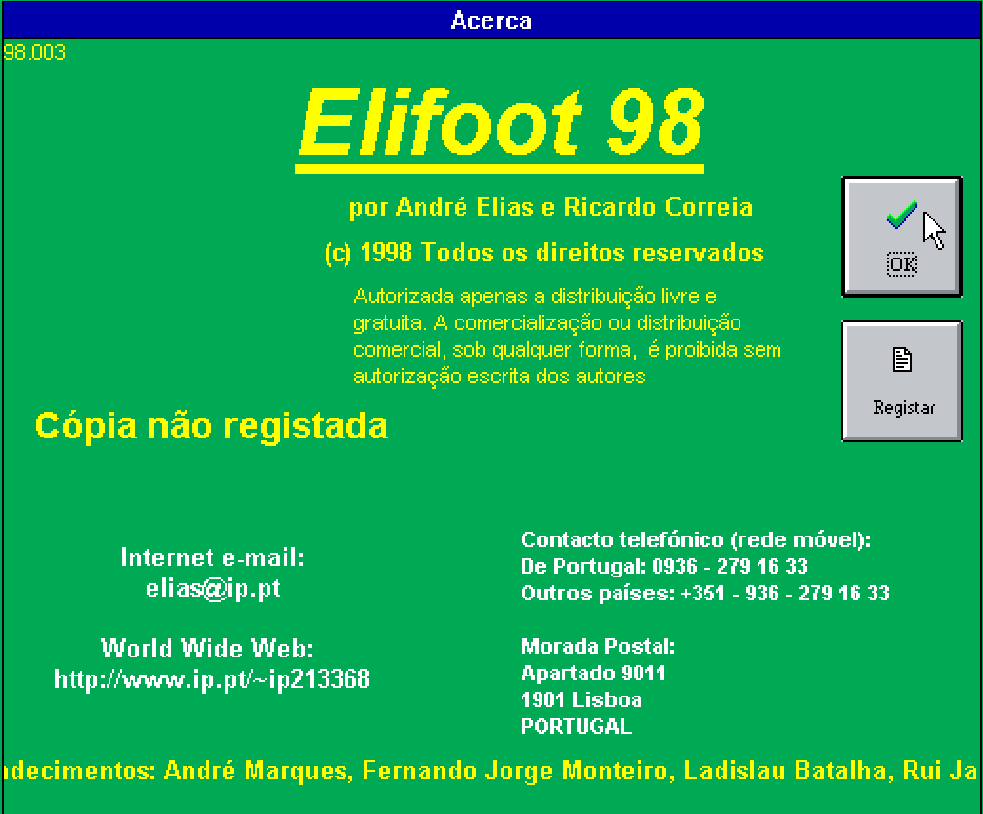 Acerca
98.003
Elifoot 98
por André Elias e Ricardo Correia
(c) 1998 Todos os direitos reservados
Autorizada apenas a distribuição livre e
gratuita. A comercialização ou distribuição
comercial, sob qualquer forma, é proibida sem
autorização escrita dos autores
OK
Registar
Cópia não registada
Internet e-mail:
elias@ip.pt
World Wide Web:
http://www.ip.pt/~ip213368
Contacto telefónico (rede móvel):
De Portugal: 0936 - 279 16 33
Outros países: +351 - 936 - 279 16 33
Morada Postal:
Apartado 9011
1901 Lisboa
PORTUGAL
decimentos: André Marques, Fernando Jorge Monteiro, Ladislau Batalha, Rui Ja